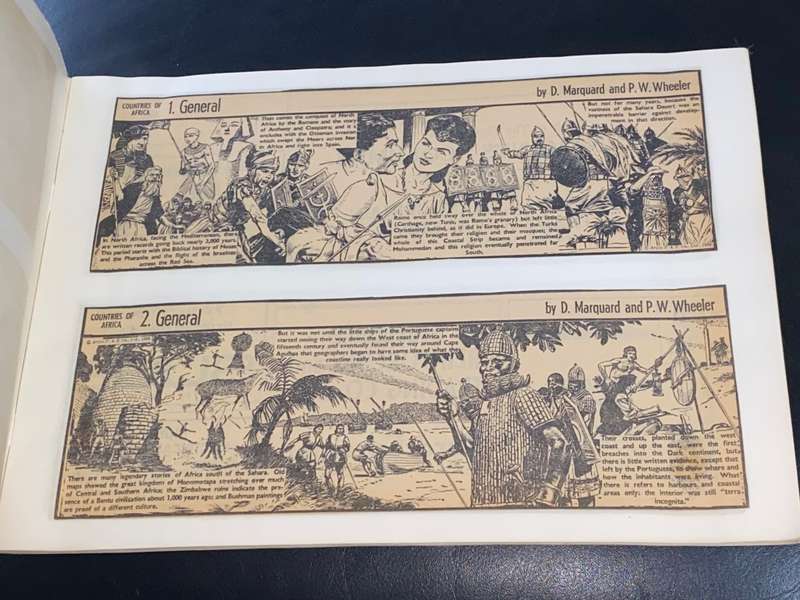 COUNTRIES OF
AFRICA
1. General
by D. Marquard and P.W. Wheeler
Then comes the conquest of North
Africa by the Romans and the story
of Anthony and Cleopatra; and it
concludes with the Ottoman invasion
which swept the Moors across
in Africa and right into Spain.
But not for many years, because the
vastness of the Sahara Desert was an
impenetrable barrier against develop-
ment in that direction.
In North Africa, facing the Mediterranean, there
are written records going back nearly 3,000 years.
This period starts with the Biblical history of Moses
and the Pharaohs and the flight of the Israelites
across the Red Sea.
Rome once held sway over the whole of North Africa
(Carthage, now Tunis, was Rome's granary) but left little
Christianity behind, as it did in Europe. When the Turks
came they brought their religion and their mosques; the
whole of this Coastal Strip became and remained
Mohammedan and this religion eventually penetrated far
South,
COUNTRIES OF
AFRICA
2. General
by D. Marquard and P.W. Wheeler
But it was not until the little ships of the Portuguese captains
started nosing their way down the West coast of Africa in the
fifteenth century and eventually found their way around Cape
Agulhas that geographers began to have some idea of what the
coastline really looked like.
There are many legendary stories of Africa south of the Sahara. Old
maps showed the great kingdom of Monomotapa stretching over much
of Central and Southern Africa; the Zimbabwe ruins indicate the pre-
sence of a Bantu civilization about 1,000 years ago; and Bushman paintings
are proof of a different culture.
Their crosses, planted down the west
coast and up the east, were the first
breaches into the Dark continent, but
there is little written evidence, except that
left by the Portuguese, to show where and
how the inhabitants were living. What
there is refers to harbours and coastal
areas only: the interior was still "terra
incognita."